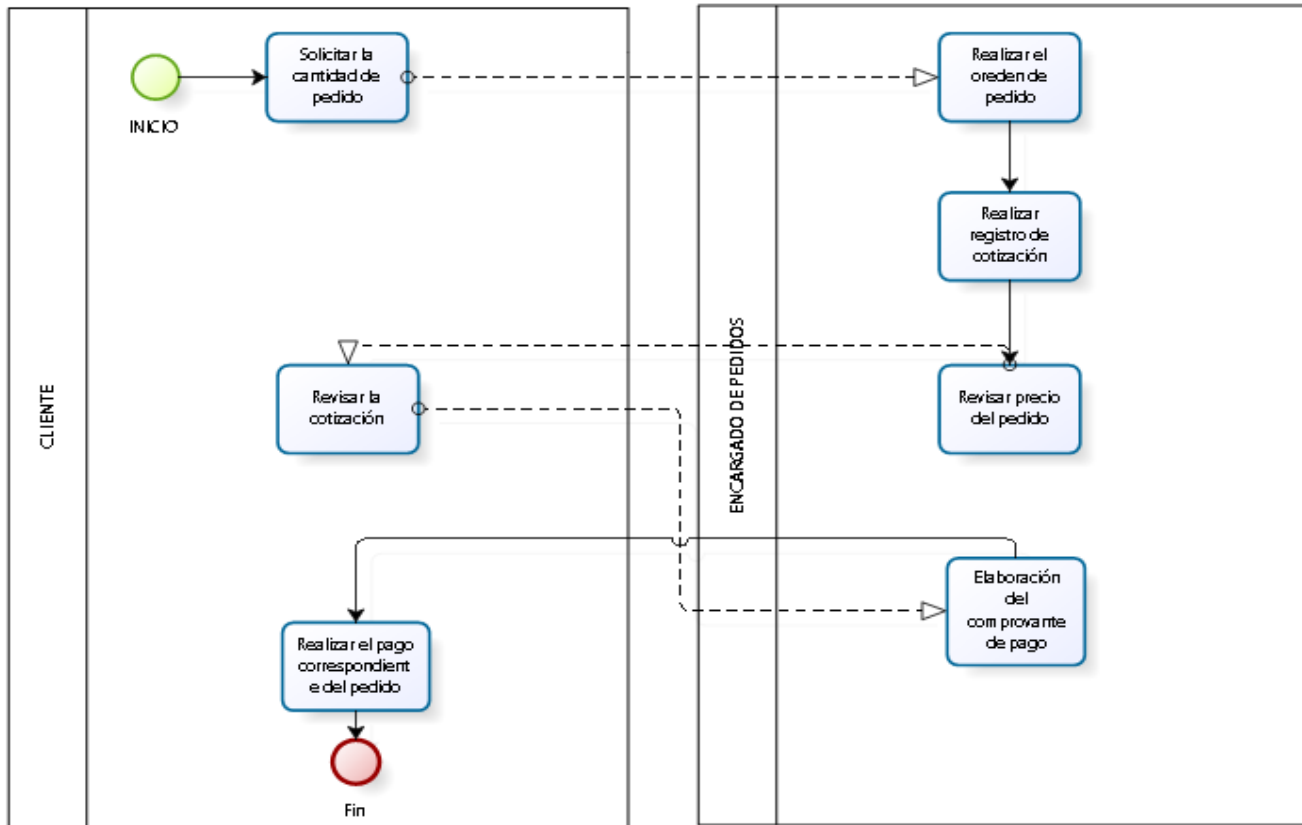 CLIENTE
INICIO
Solicitar la
cantidad de
pedido
Revisar la
cotización
Realizar el pago
correspondient
e del pedido
Fin
ENCARGADO DE PEDIDOS
Realizar el
oreden de
pedido
Realizar
registro de
cotización
Revisar precio
del pedido
Elaboración
del
comprovante
de pago